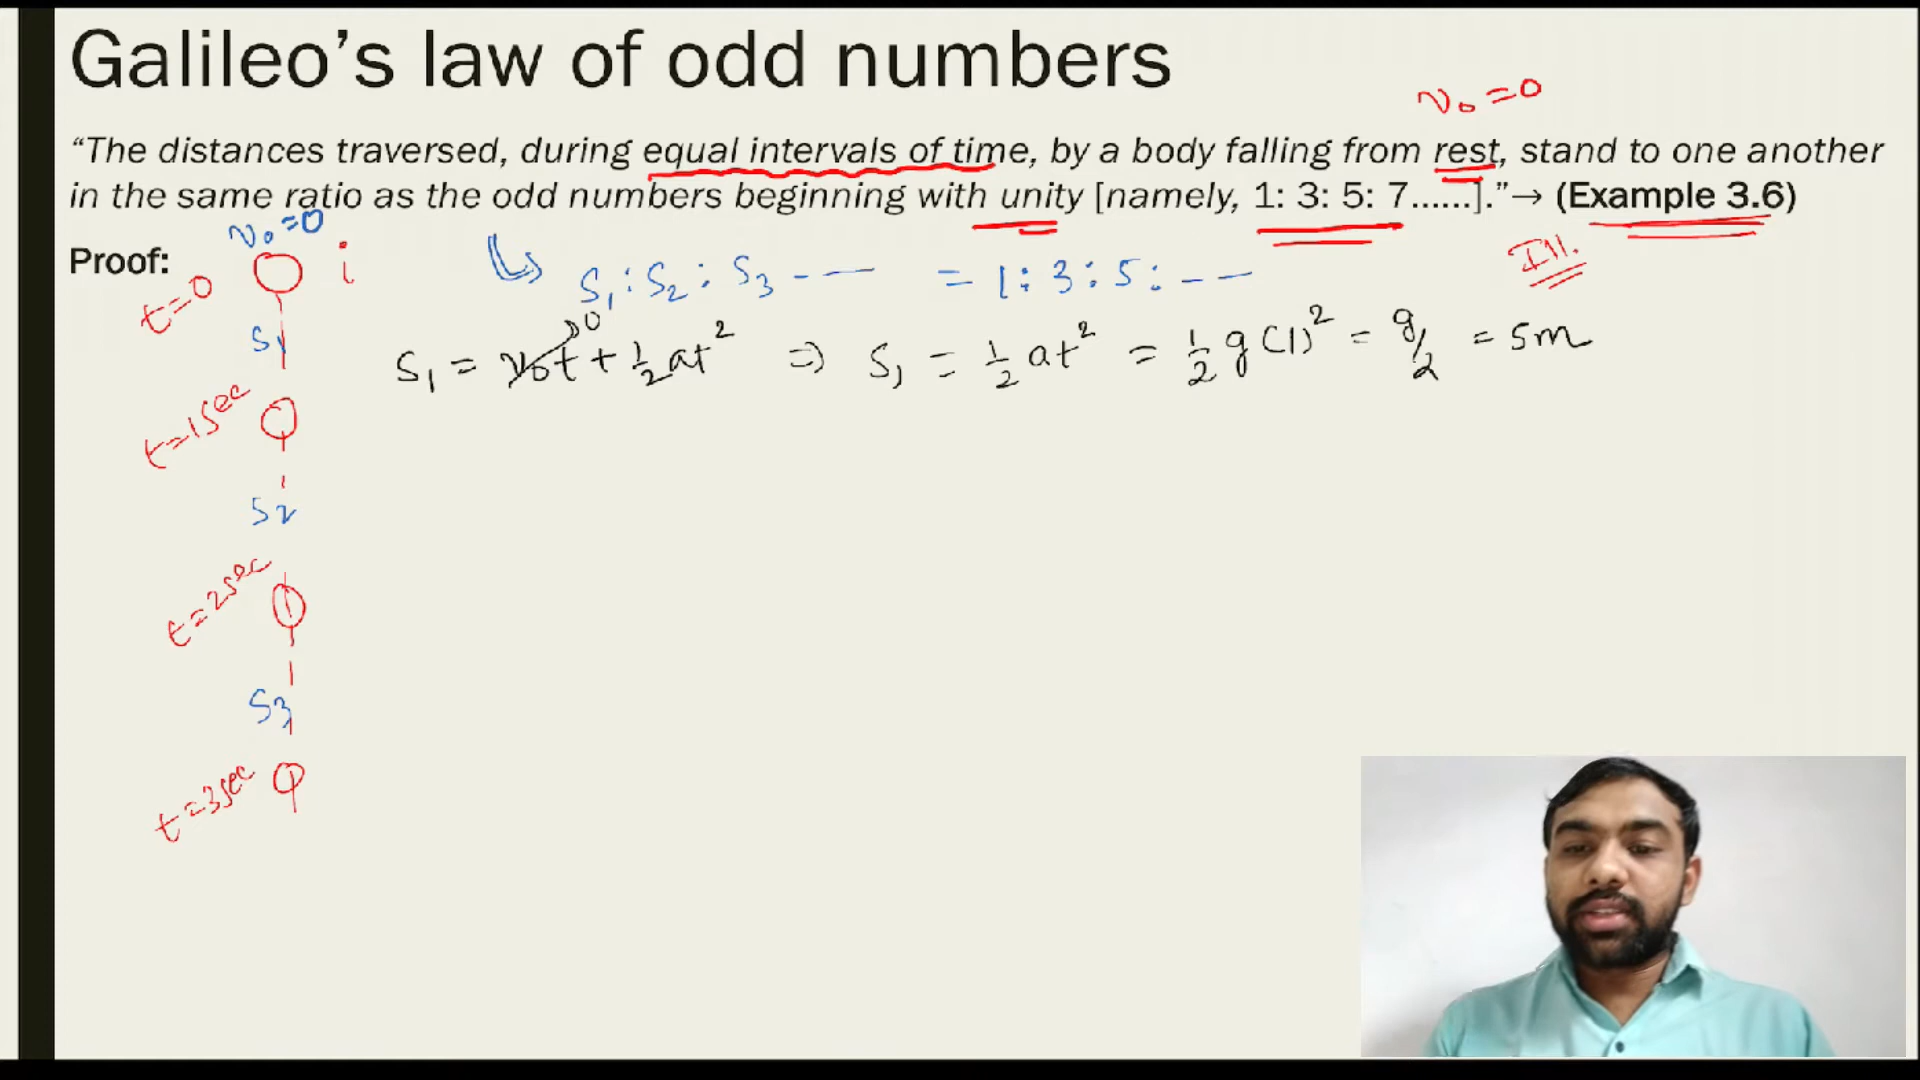 Galileo's law of odd numbers
v₀ = 0
“The distances traversed, during equal intervals of time, by a body falling from rest, stand to one another
in the same ratio as the odd numbers beginning with unity [namely, 1: 3: 5: 7......].”→ (Example 3.6)
v₀ = 0
Ill.
Proof:
i
S₁ : S₂ : S₃ - — = 1 : 3 : 5 : - —
t=0
0
S₁
S₁ = v₀t + ½at² ⇒ S₁ = ½at² = ½g(1)² = g/2 = 5m
t=1sec
S₂
t=2sec
S₃
t=3sec